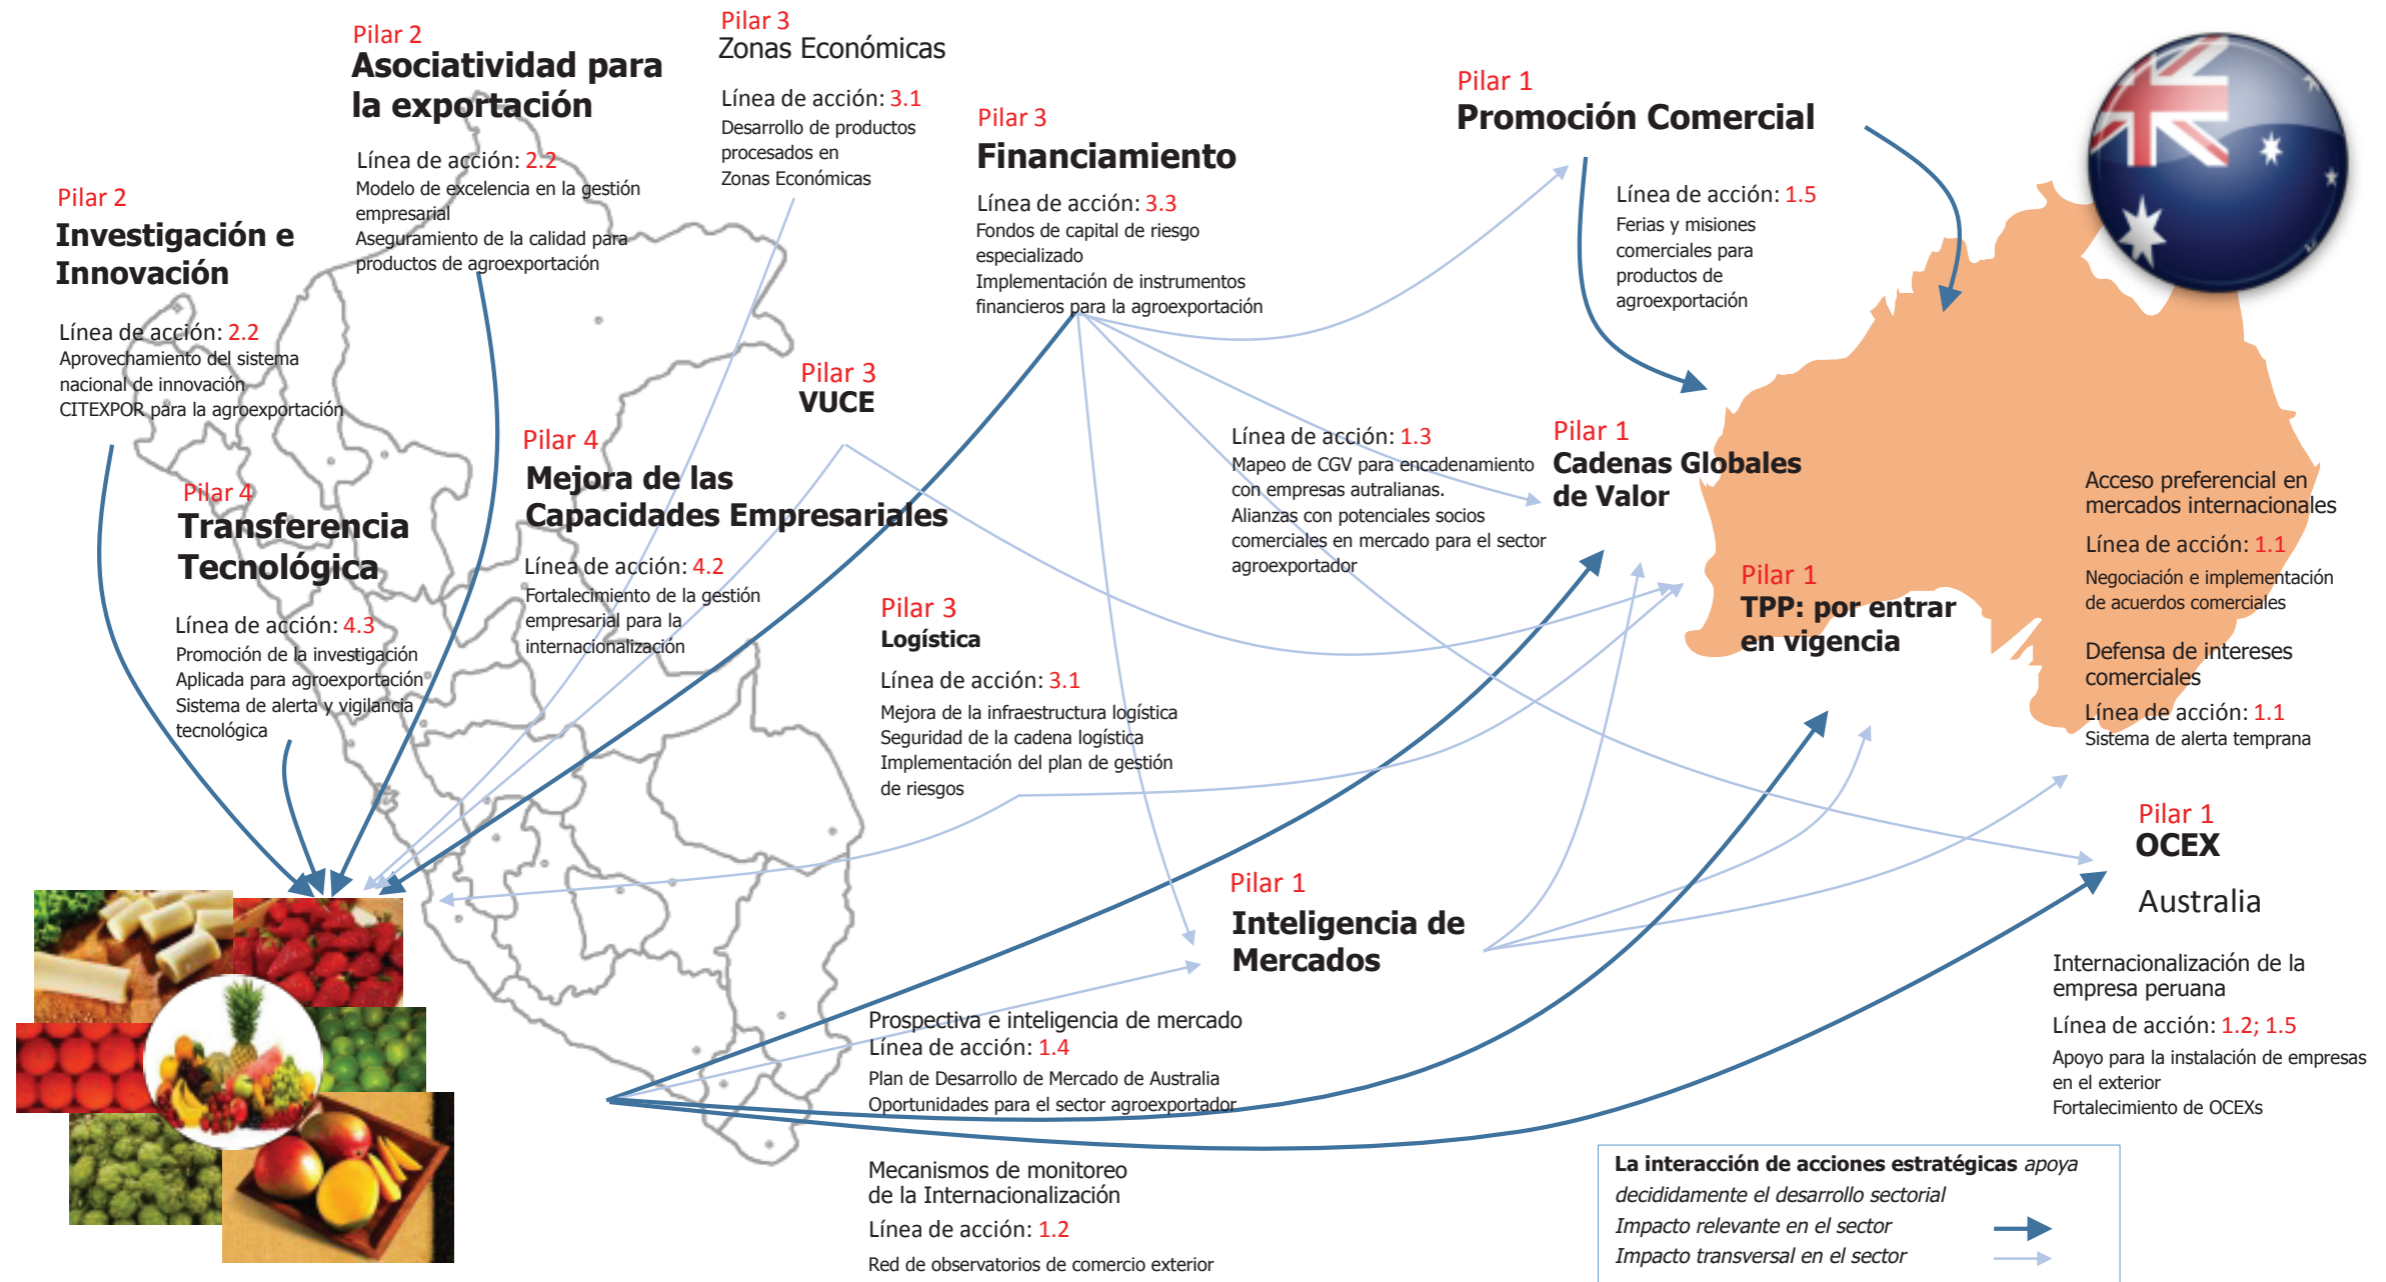 Pilar 2
Asociatividad para
la exportación
Línea de acción: 2.2
Modelo de excelencia en la gestión
empresarial
Aseguramiento de la calidad para
productos de agroexportación
Pilar 3
Zonas Económicas
Línea de acción: 3.1
Desarrollo de productos
procesados en
Zonas Económicas
Pilar 3
Financiamiento
Línea de acción: 3.3
Fondos de capital de riesgo
especializado
Implementación de instrumentos
financieros para la agroexportación
Pilar 1
Promoción Comercial
Línea de acción: 1.5
Ferias y misiones
comerciales para
productos de
agroexportación
Pilar 2
Investigación e
Innovación
Línea de acción: 2.2
Aprovechamiento del sistema
nacional de innovación
CITEXPOR para la agroexportación
Pilar 3
VUCE
Pilar 4
Mejora de las
Capacidades Empresariales
Línea de acción: 4.2
Fortalecimiento de la gestión
empresarial para la
internacionalización
Pilar 4
Transferencia
Tecnológica
Línea de acción: 4.3
Promoción de la investigación
Aplicada para agroexportación
Sistema de alerta y vigilancia
tecnológica
Línea de acción: 1.3
Mapeo de CGV para encadenamiento
con empresas autralianas.
Alianzas con potenciales socios
comerciales en mercado para el sector
agroexportador
Pilar 1
Cadenas Globales
de Valor
Pilar 1
TPP: por entrar
en vigencia
Acceso preferencial en
mercados internacionales
Línea de acción: 1.1
Negociación e implementación
de acuerdos comerciales
Defensa de intereses
comerciales
Línea de acción: 1.1
Sistema de alerta temprana
Pilar 3
Logística
Línea de acción: 3.1
Mejora de la infraestructura logística
Seguridad de la cadena logística
Implementación del plan de gestión
de riesgos
Pilar 1
OCEX
Australia
Internacionalización de la
empresa peruana
Línea de acción: 1.2; 1.5
Apoyo para la instalación de empresas
en el exterior
Fortalecimiento de OCEXs
Pilar 1
Inteligencia de
Mercados
Prospectiva e inteligencia de mercado
Línea de acción: 1.4
Plan de Desarrollo de Mercado de Australia
Oportunidades para el sector agroexportador
Mecanismos de monitoreo
de la Internacionalización
Línea de acción: 1.2
Red de observatorios de comercio exterior
La interacción de acciones estratégicas apoya
decididamente el desarrollo sectorial
Impacto relevante en el sector
Impacto transversal en el sector